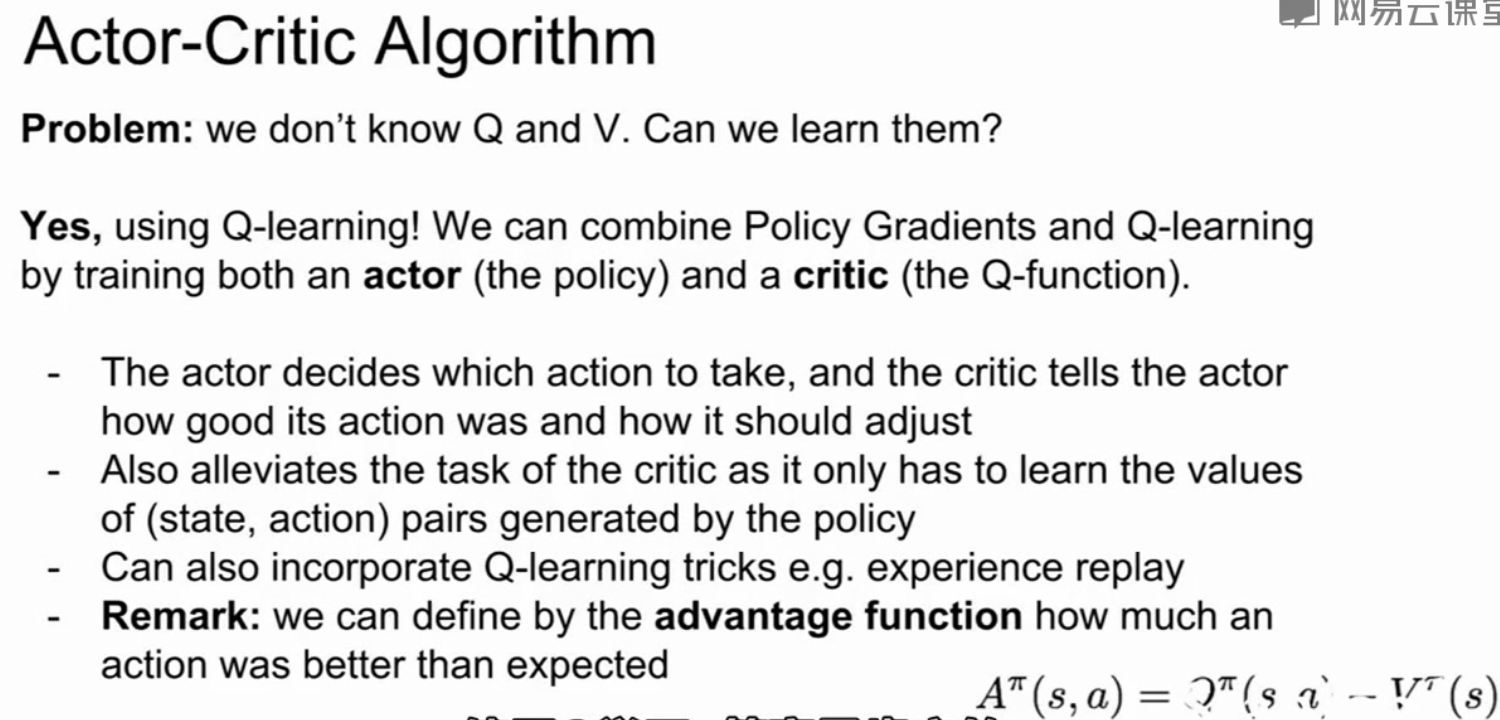 网易云课堂
Actor-Critic Algorithm
Problem: we don’t know Q and V. Can we learn them?
Yes, using Q-learning! We can combine Policy Gradients and Q-learning
by training both an actor (the policy) and a critic (the Q-function).
- The actor decides which action to take, and the critic tells the actor
how good its action was and how it should adjust
- Also alleviates the task of the critic as it only has to learn the values
of (state, action) pairs generated by the policy
- Can also incorporate Q-learning tricks e.g. experience replay
- Remark: we can define by the advantage function how much an
action was better than expected
A^π(s, a) = Q^π(s, a) − V^π(s)